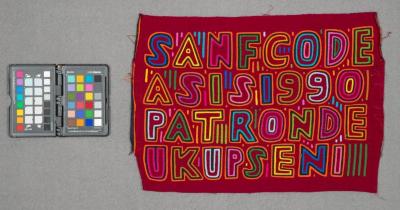 SANFCODE
ASIS1990
PATRONDE
UKUPSENI